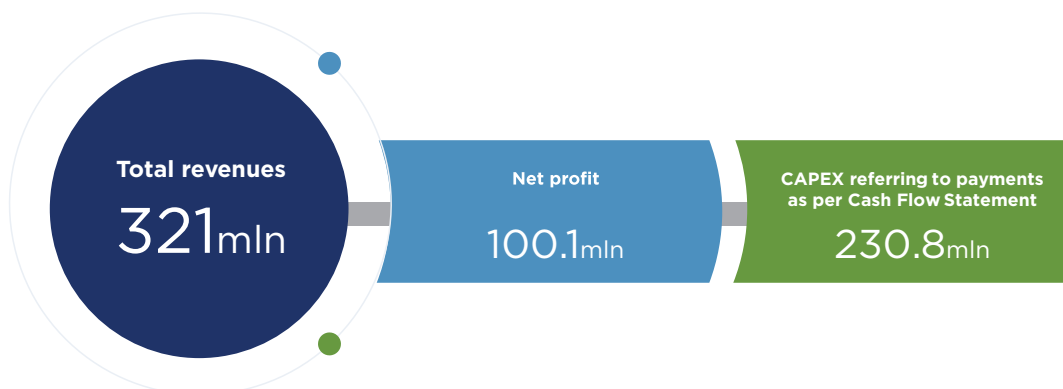 Total revenues
321mln
Net profit
100.1mln
CAPEX referring to payments
as per Cash Flow Statement
230.8mln